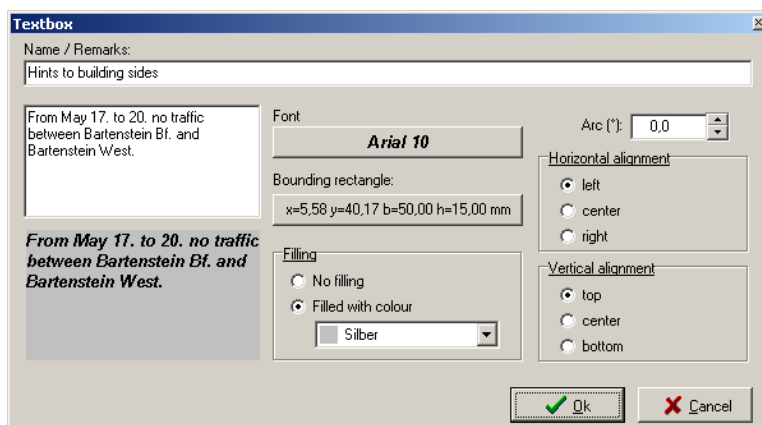 Textbox
Name / Remarks:
Hints to building sides
From May 17. to 20. no traffic
between Bartenstein Bf. and
Bartenstein West.
From May 17. to 20. no traffic
between Bartenstein Bf. and
Bartenstein West.
Font
Arial 10
Bounding rectangle:
x=5,58 y=40,17 b=50,00 h=15,00 mm
Filling
No filling
Filled with colour
Silber
Arc (°): 0,0
Horizontal alignment
left
center
right
Vertical alignment
top
center
bottom
Ok
Cancel